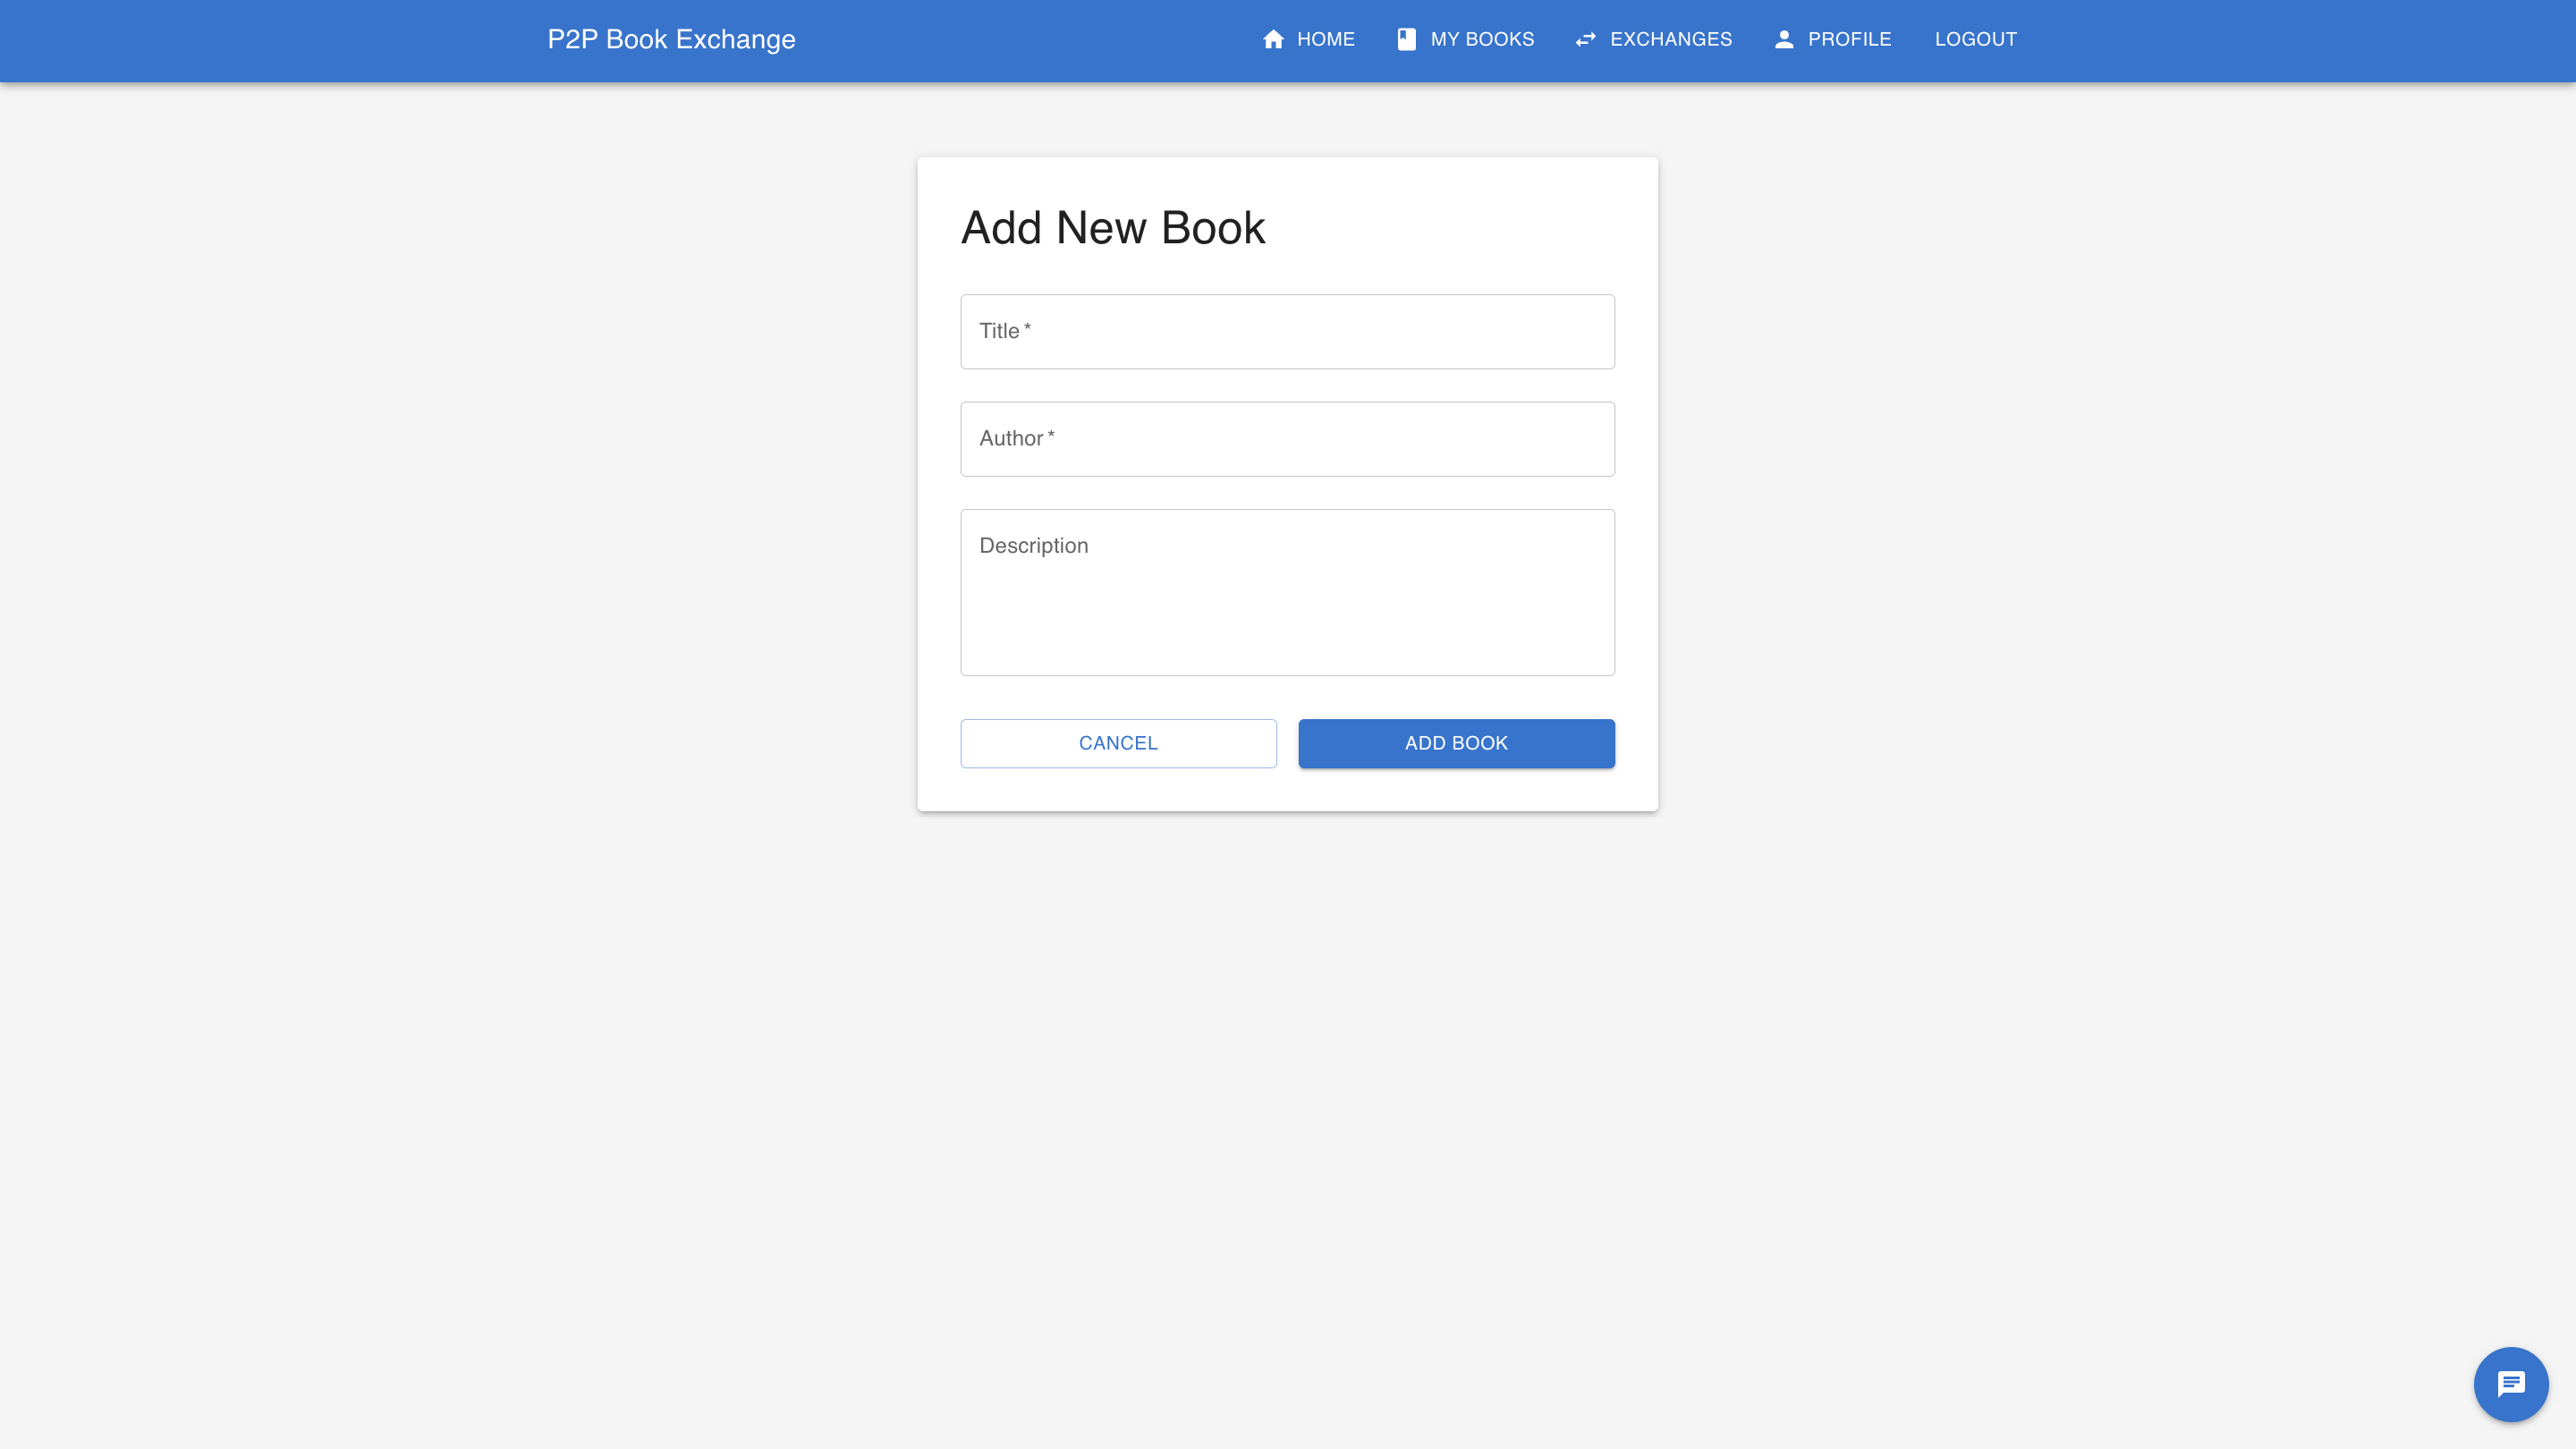 P2P Book Exchange
HOME MY BOOKS EXCHANGES PROFILE LOGOUT
Add New Book
Title *
Author *
Description
CANCEL
ADD BOOK